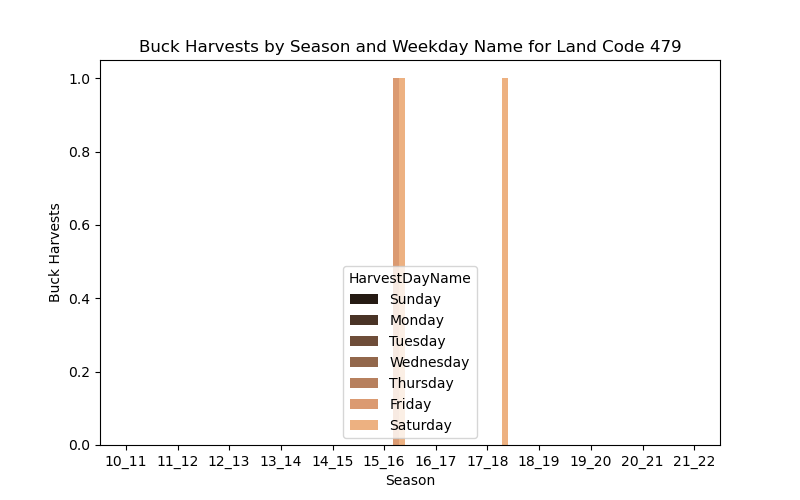 Buck Harvests by Season and Weekday Name for Land Code 479
Buck Harvests
1.0
0.8
0.6
0.4
0.2
0.0
HarvestDayName
Sunday
Monday
Tuesday
Wednesday
Thursday
Friday
Saturday
10_11 11_12 12_13 13_14 14_15 15_16 16_17 17_18 18_19 19_20 20_21 21_22
Season